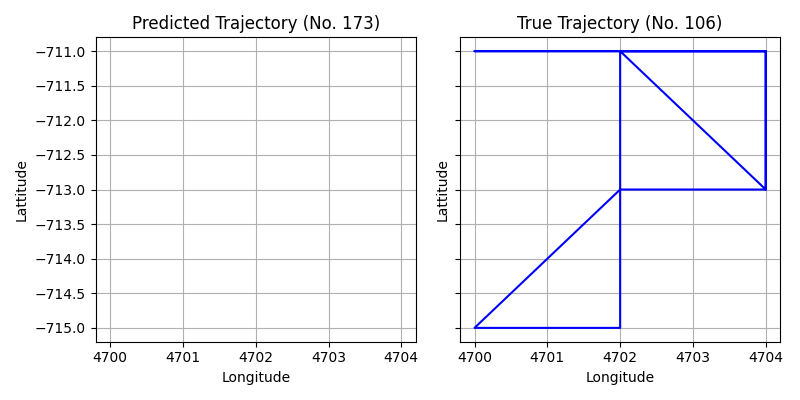 Predicted Trajectory (No. 173)
True Trajectory (No. 106)
−711.0
−711.5
−712.0
−712.5
−713.0
−713.5
−714.0
−714.5
−715.0
Lattitude
Lattitude
4700 4701 4702 4703 4704
4700 4701 4702 4703 4704
Longitude
Longitude